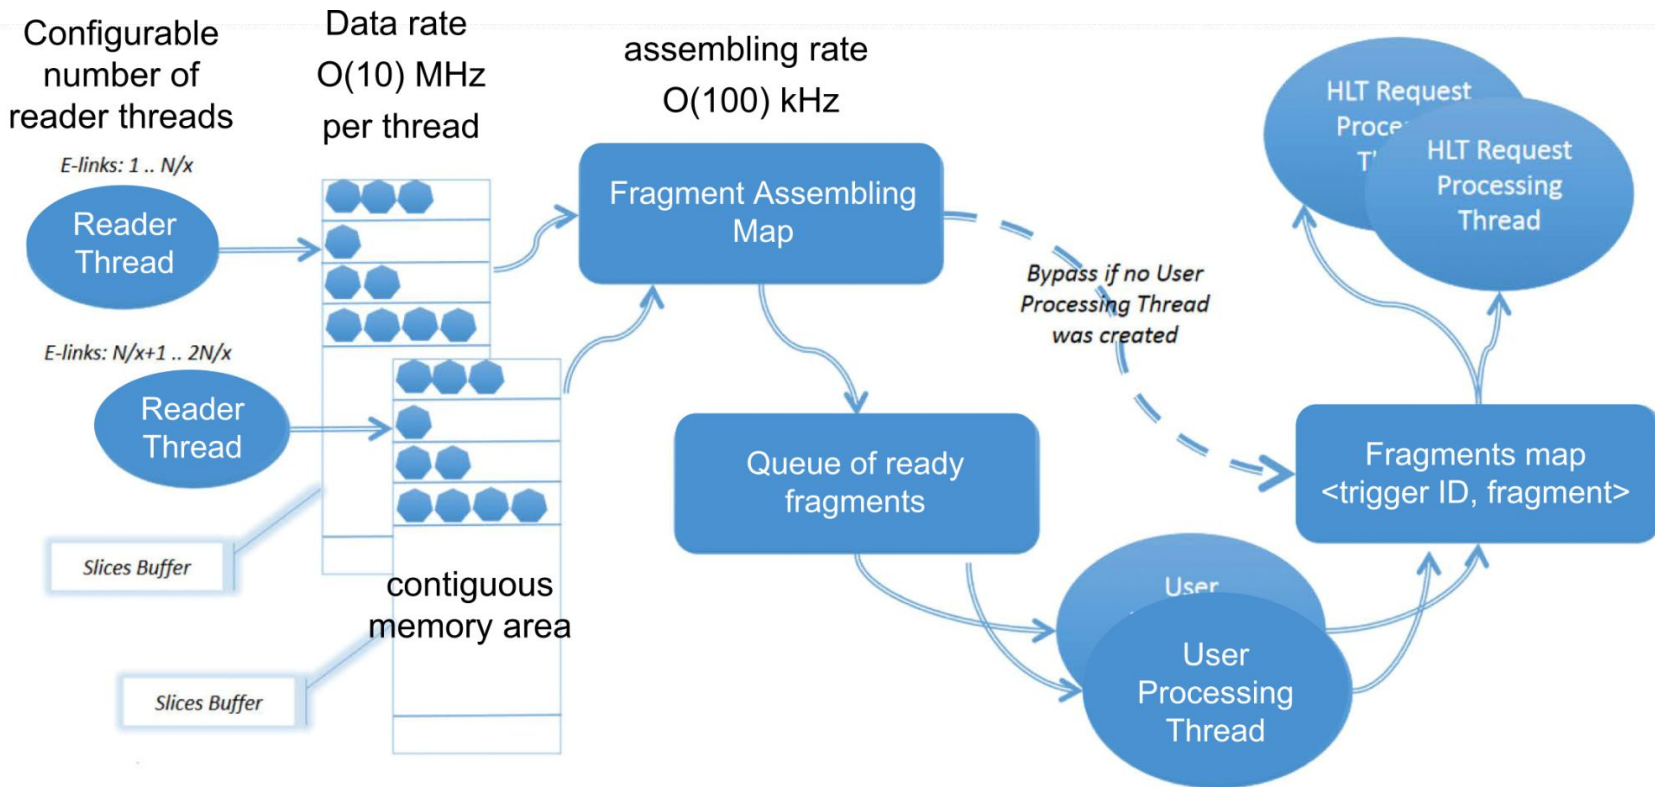 Configurable
number of
reader threads
Data rate
O(10) MHz
per thread
assembling rate
O(100) kHz
E-links: 1 .. N/x
Reader
Thread
E-links: N/x+1 .. 2N/x
Reader
Thread
Slices Buffer
Slices Buffer
contiguous
memory area
Fragment Assembling
Map
Bypass if no User
Processing Thread
was created
Queue of ready
fragments
User
User
Processing
Thread
Fragments map
<trigger ID, fragment>
HLT Request
HLT Request
Processing
Thread